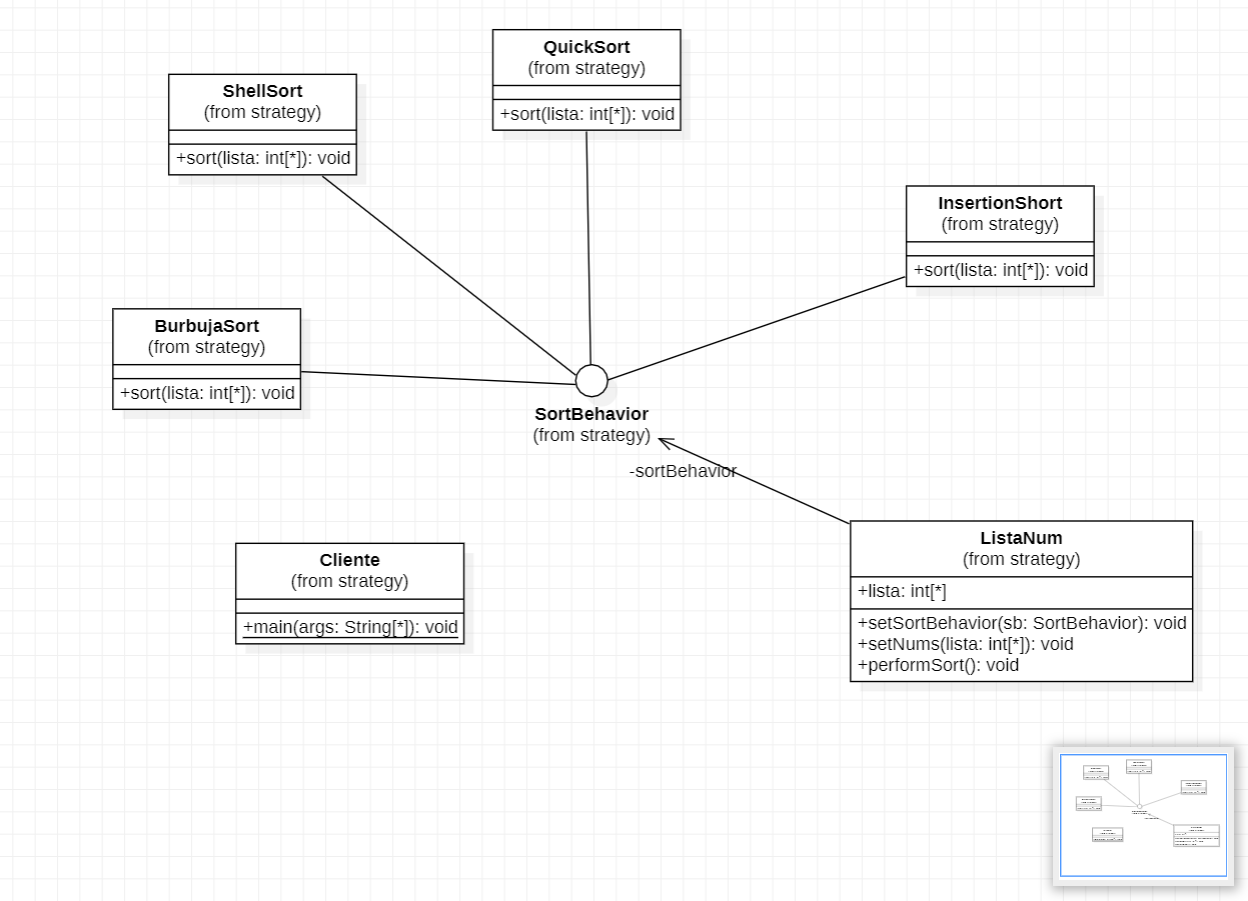 QuickSort
(from strategy)
+sort(lista: int[*]): void
ShellSort
(from strategy)
+sort(lista: int[*]): void
InsertionShort
(from strategy)
+sort(lista: int[*]): void
BurbujaSort
(from strategy)
+sort(lista: int[*]): void
SortBehavior
(from strategy)
-sortBehavior
Cliente
(from strategy)
+main(args: String[*]): void
ListaNum
(from strategy)
+lista: int[*]
+setSortBehavior(sb: SortBehavior): void
+setNums(lista: int[*]): void
+performSort(): void